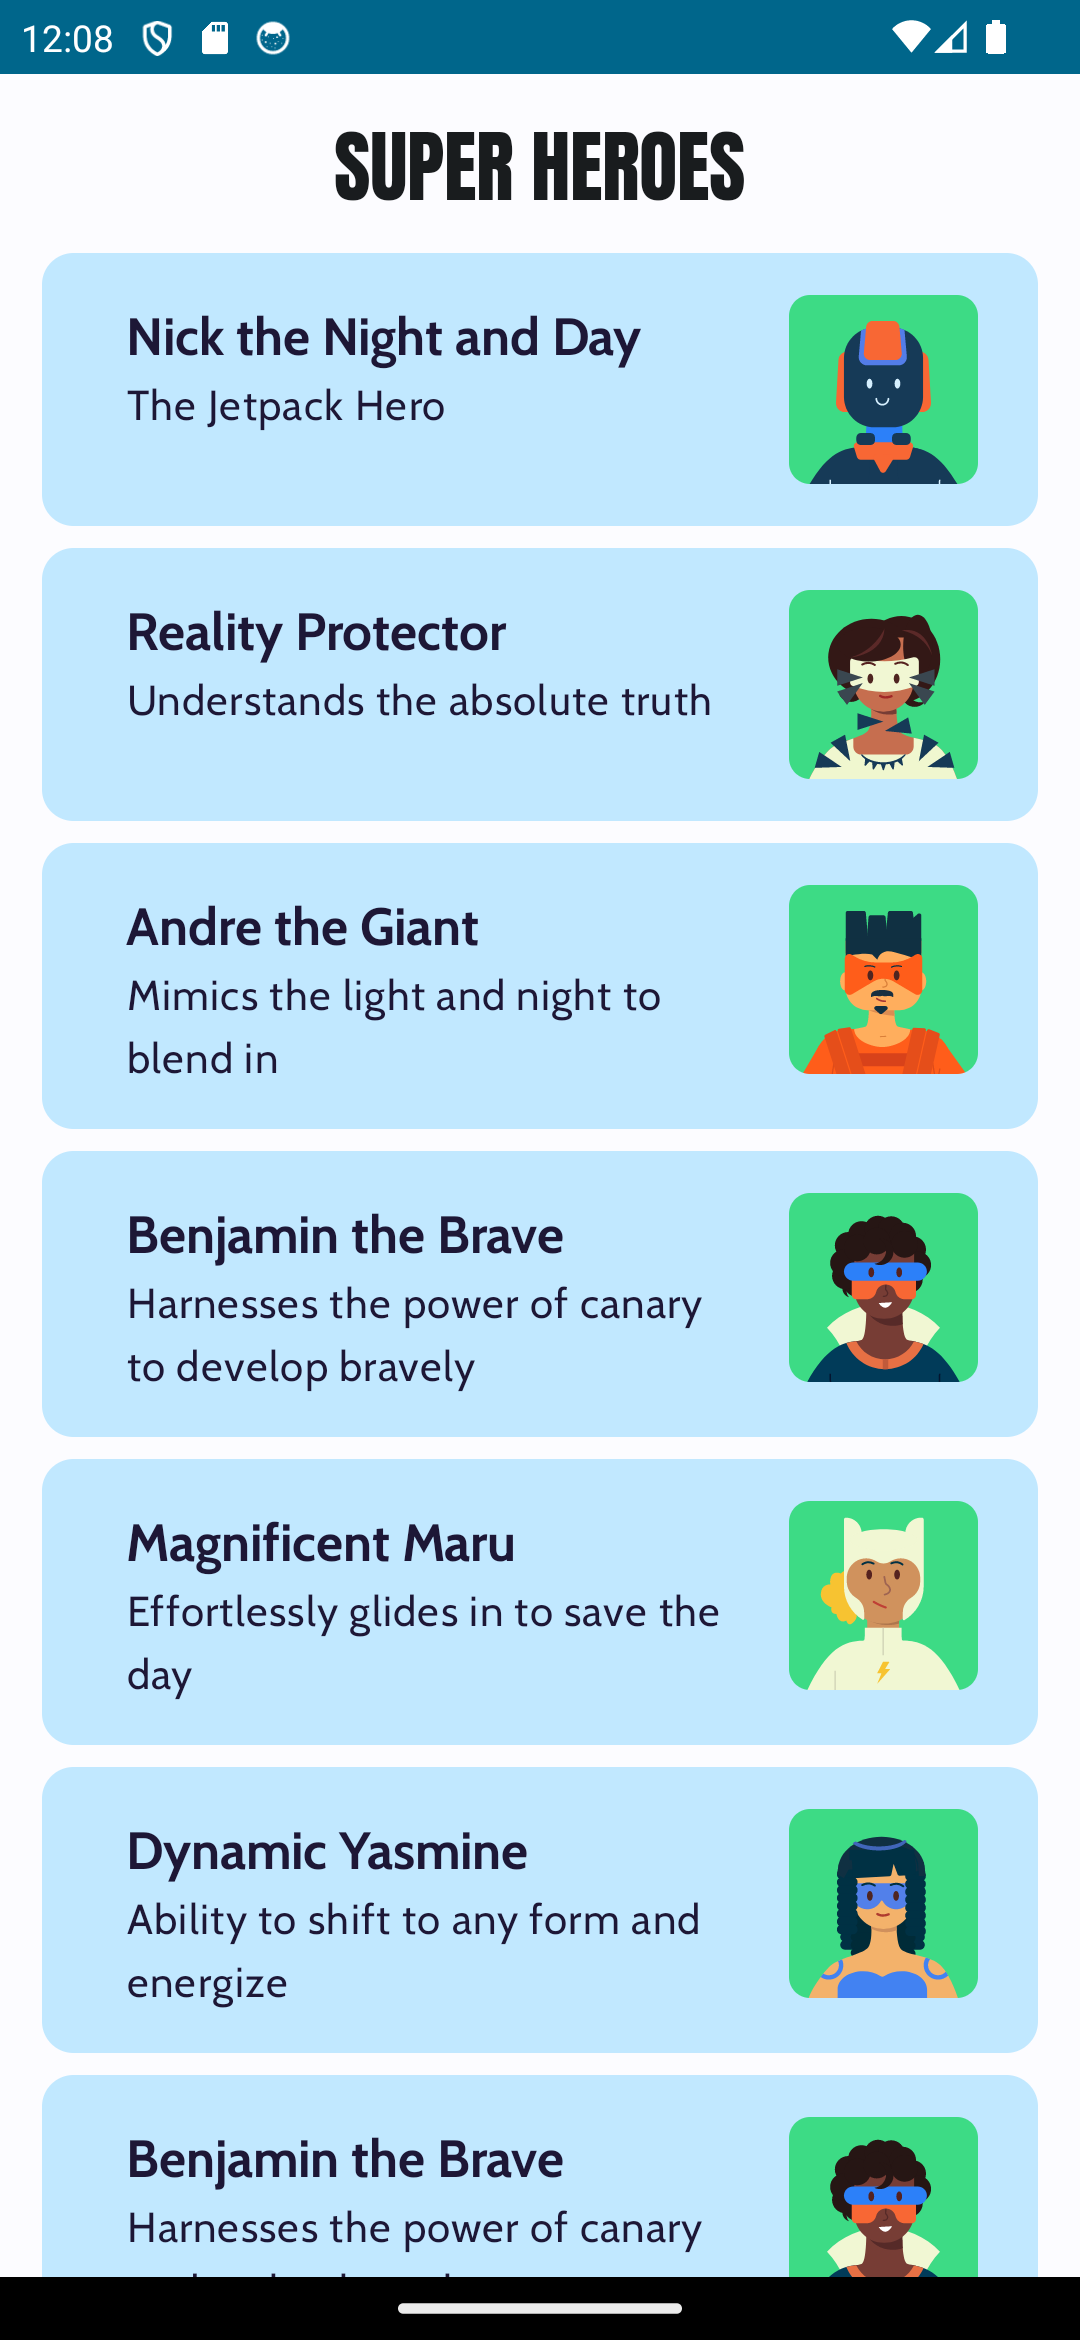 12:08
SUPER HEROES
Nick the Night and Day
The Jetpack Hero
Reality Protector
Understands the absolute truth
Andre the Giant
Mimics the light and night to
blend in
Benjamin the Brave
Harnesses the power of canary
to develop bravely
Magnificent Maru
Effortlessly glides in to save the
day
Dynamic Yasmine
Ability to shift to any form and
energize
Benjamin the Brave
Harnesses the power of canary